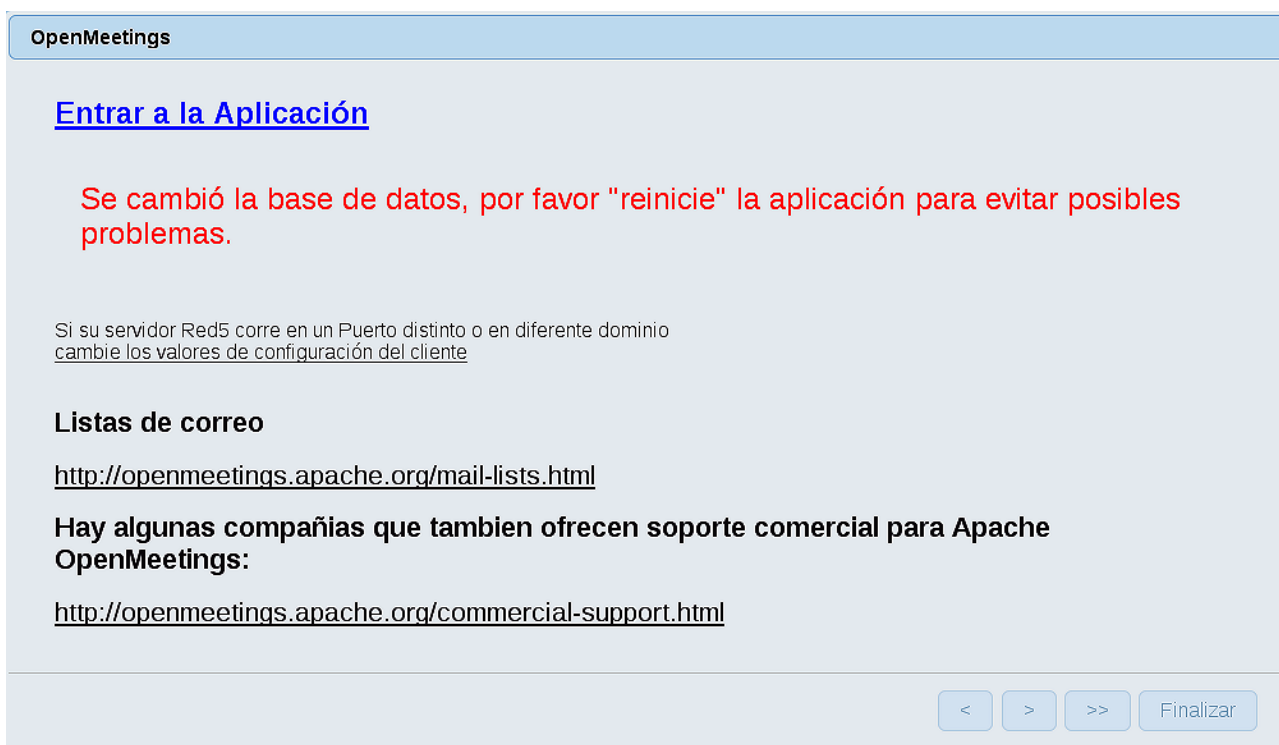 OpenMeetings
Entrar a la Aplicación
Se cambió la base de datos, por favor "reinicie" la aplicación para evitar posibles
problemas.
Si su servidor Red5 corre en un Puerto distinto o en diferente dominio
cambie los valores de configuración del cliente
Listas de correo
http://openmeetings.apache.org/mail-lists.html
Hay algunas compañias que tambien ofrecen soporte comercial para Apache
OpenMeetings:
http://openmeetings.apache.org/commercial-support.html
< > >> Finalizar